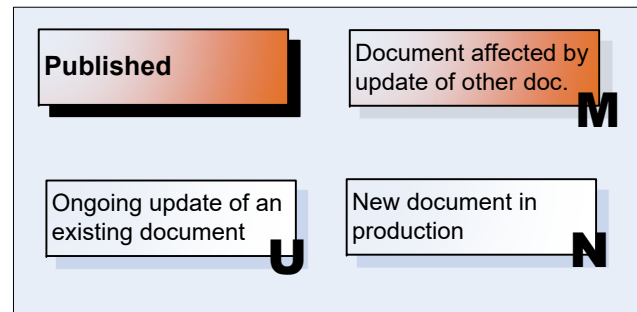 Published
Document affected by
update of other doc.
M
Ongoing update of an
existing document
U
New document in
production
N